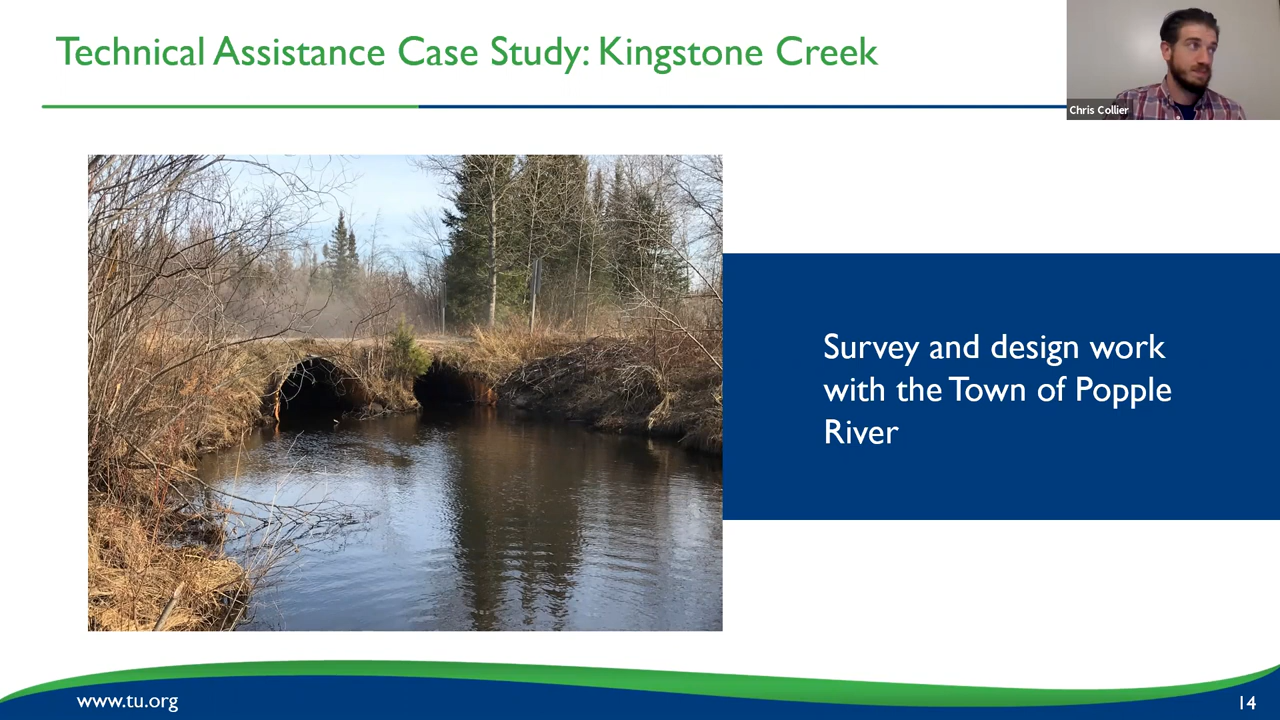 Technical Assistance Case Study: Kingstone Creek
Chris Collier
Survey and design work
with the Town of Popple
River
www.tu.org
14